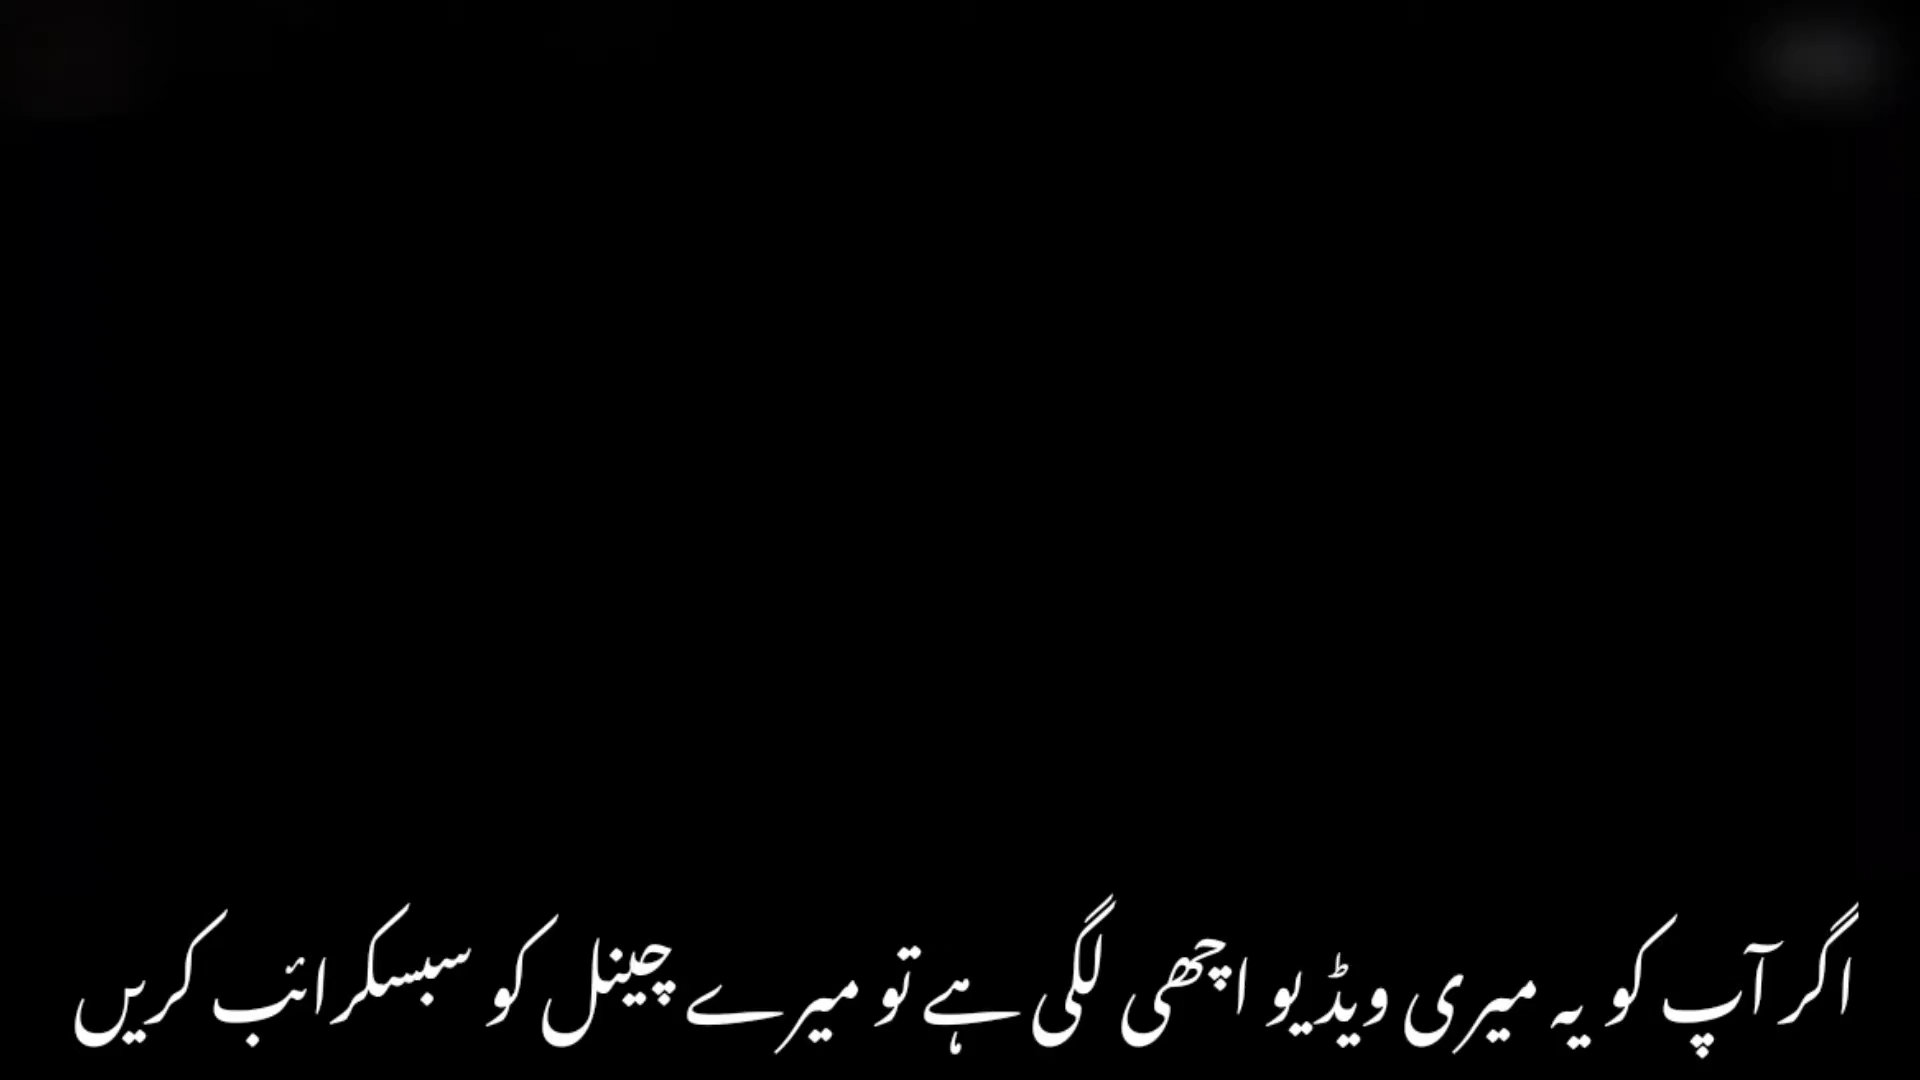 اگر آپ کو یہ میری ویڈیو اچھی لگی ہے تو میرے چینل کو سبسکرائب کریں